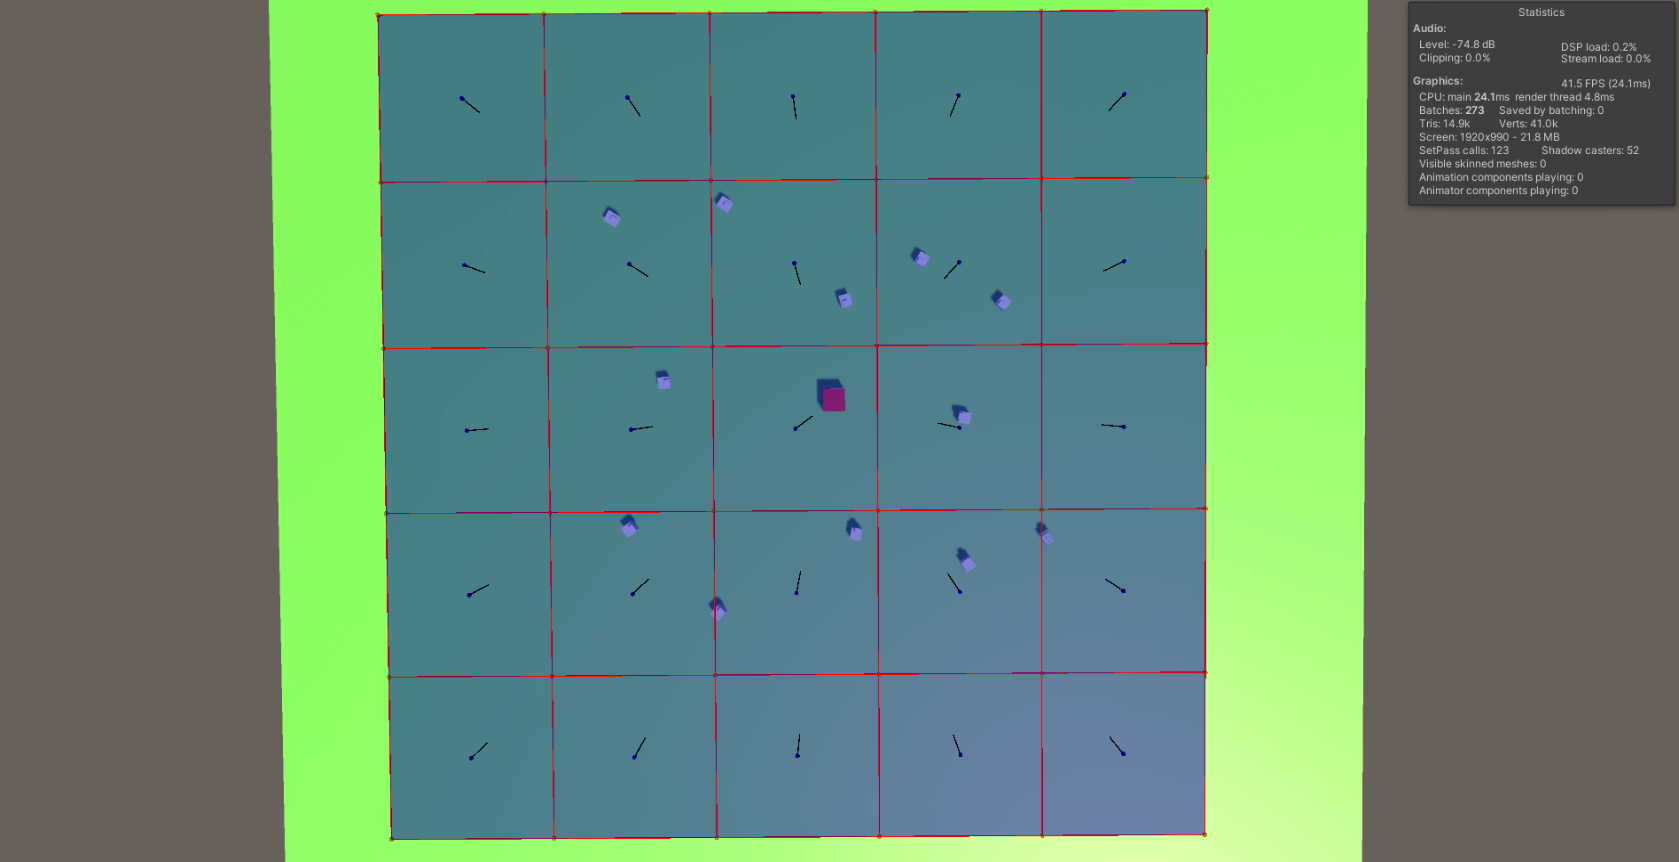 Statistics
Audio:
Level: -74.8 dB DSP load: 0.2%
Clipping: 0.0% Stream load: 0.0%
Graphics: 41.5 FPS (24.1ms)
CPU: main 24.1ms render thread 4.8ms
Batches: 273 Saved by batching: 0
Tris: 14.9k Verts: 41.0k
Screen: 1920x990 - 21.8 MB
SetPass calls: 123 Shadow casters: 52
Visible skinned meshes: 0
Animation components playing: 0
Animator components playing: 0